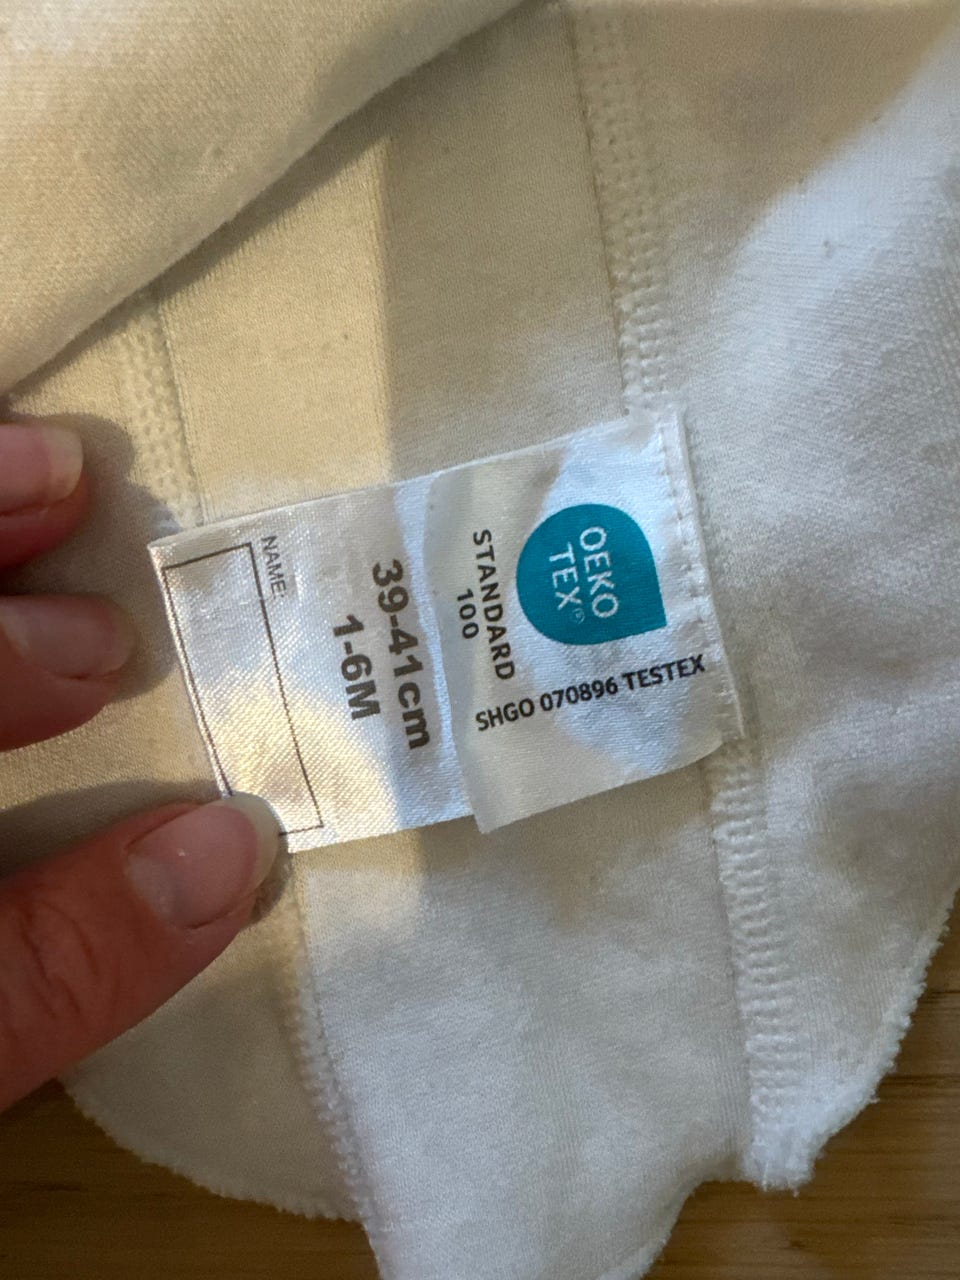 OEKO
TEX®
STANDARD
100
SHGO 070896 TESTEX
39-41cm
1-6M
NAME: